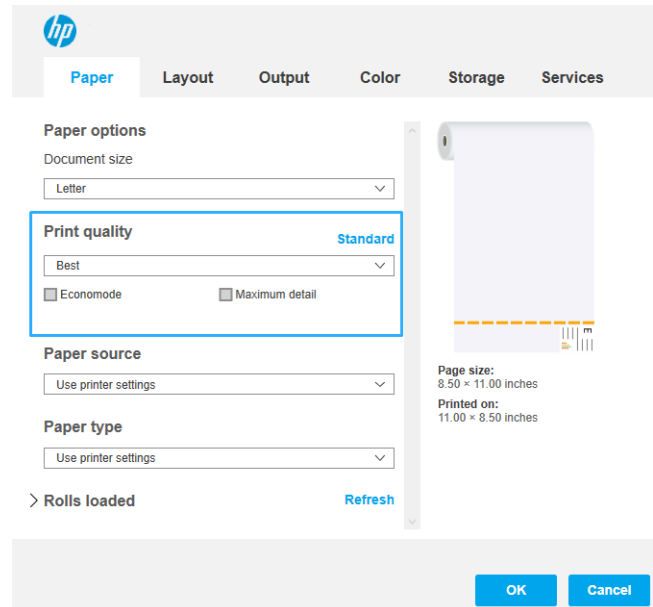 hp
Paper Layout Output Color Storage Services
Paper options
Document size
Letter
Print quality
Standard
Best
Economode Maximum detail
Paper source
Use printer settings
Paper type
Use printer settings
Rolls loaded Refresh
Page size:
8.50 × 11.00 inches
Printed on:
11.00 × 8.50 inches
OK Cancel